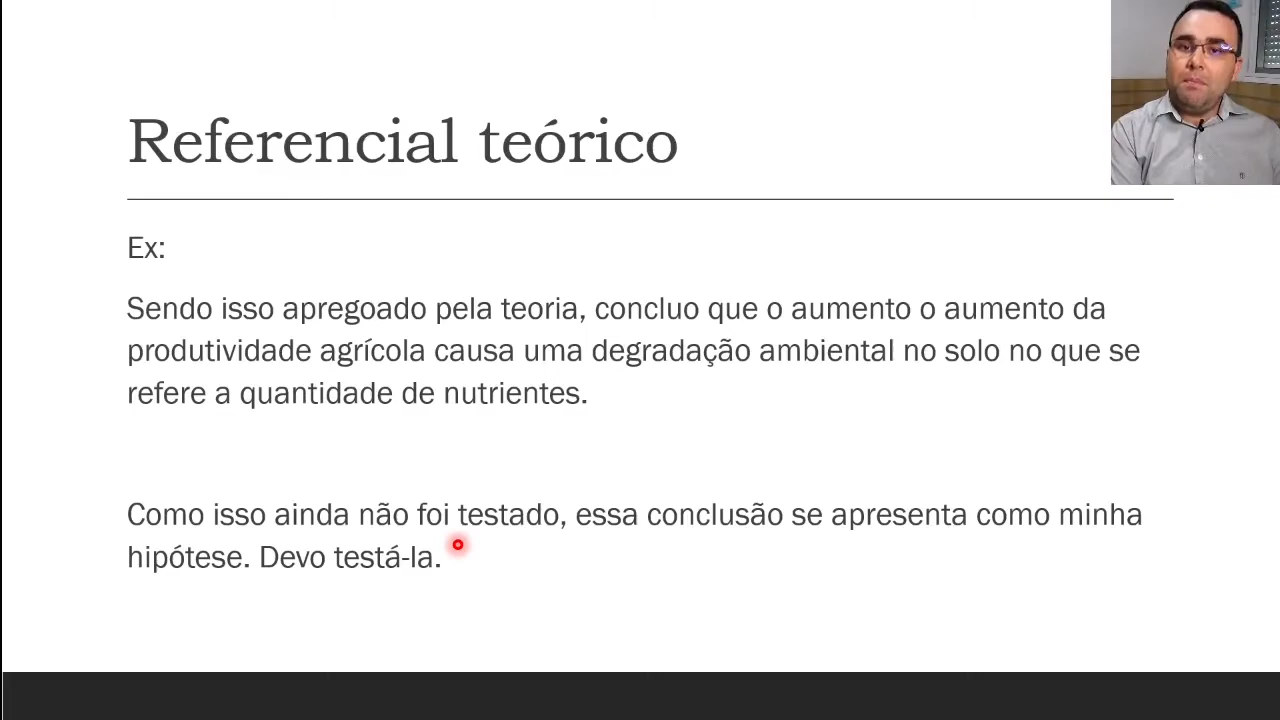 Referencial teórico
Ex:
Sendo isso apregoado pela teoria, concluo que o aumento o aumento da
produtividade agrícola causa uma degradação ambiental no solo no que se
refere a quantidade de nutrientes.
Como isso ainda não foi testado, essa conclusão se apresenta como minha
hipótese. Devo testá-la.